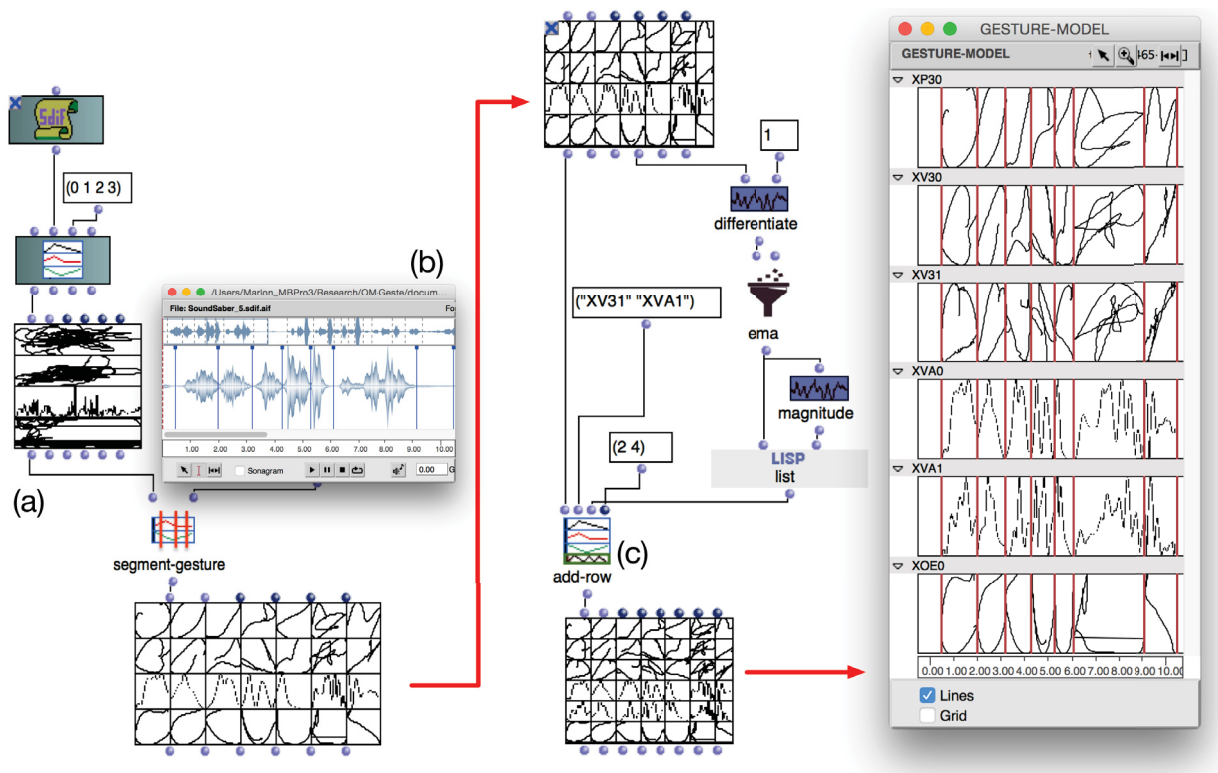 Sdif
(0 1 2 3)
(a)
segment-gesture
(b)
/Users/Marlon_MBPro3/Research/OM-Geste/docum...
File: SoundSaber_5.sdif.aif
Fo
1.00 2.00 3.00 4.00 5.00 6.00 7.00 8.00 9.00 10.00
Sonagram
0.00
G
1
differentiate
ema
magnitude
("XV31" "XVA1")
(2 4)
LISP
list
(c)
add-row
GESTURE-MODEL
GESTURE-MODEL
XP30
XV30
XV31
XVA0
XVA1
XOE0
0.00 1.00 2.00 3.00 4.00 5.00 6.00 7.00 8.00 9.00 10.00
Lines
Grid